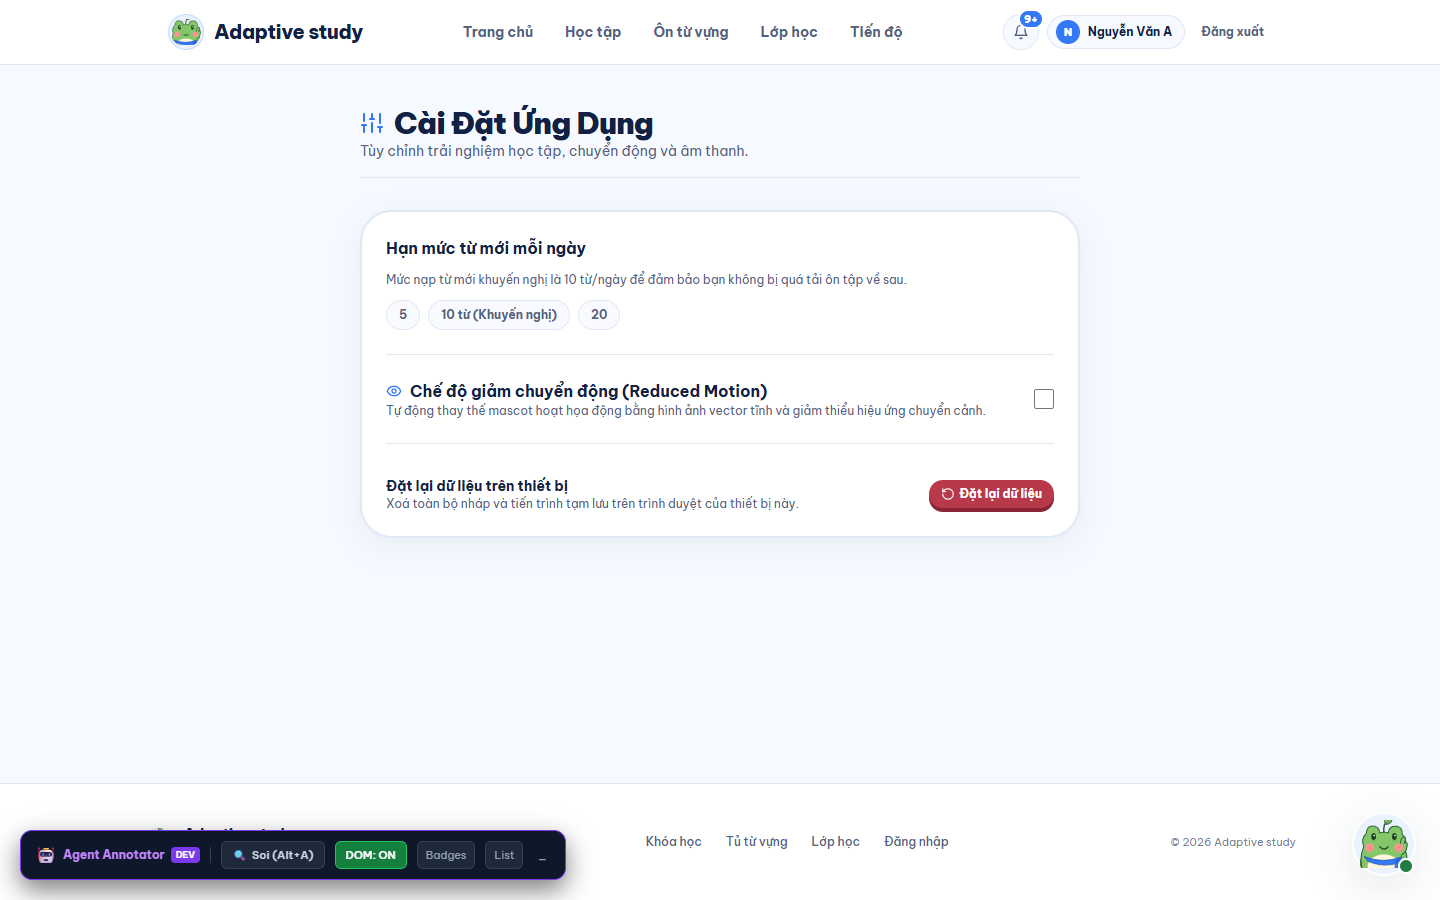 Adaptive study
Trang chủ
Học tập
Ôn từ vựng
Lớp học
Tiến độ
9+
N
Nguyễn Văn A
Đăng xuất
Cài Đặt Ứng Dụng
Tùy chỉnh trải nghiệm học tập, chuyển động và âm thanh.
Hạn mức từ mới mỗi ngày
Mức nạp từ mới khuyến nghị là 10 từ/ngày để đảm bảo bạn không bị quá tải ôn tập về sau.
5
10 từ (Khuyến nghị)
20
Chế độ giảm chuyển động (Reduced Motion)
Tự động thay thế mascot hoạt họa động bằng hình ảnh vector tĩnh và giảm thiểu hiệu ứng chuyển cảnh.
Đặt lại dữ liệu trên thiết bị
Xoá toàn bộ nháp và tiến trình tạm lưu trên trình duyệt của thiết bị này.
Đặt lại dữ liệu
Agent Annotator
DEV
Soi (Alt+A)
DOM: ON
Badges
List
_
Khóa học
Tủ từ vựng
Lớp học
Đăng nhập
© 2026 Adaptive study